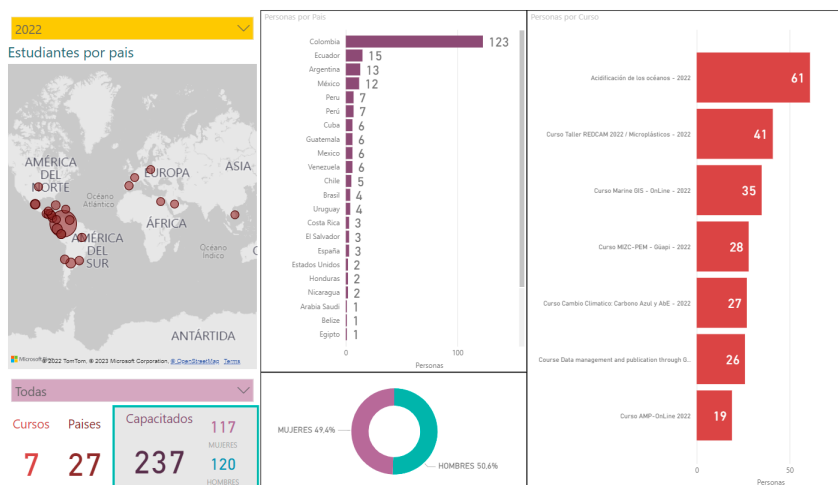 2022
Estudiantes por pais
AMÉRICA
DEL
NORTE
EUROPA
ASIA
Océano
Atlántico
ÁFRICA
AMÉRICA
DEL
SUR
Océano
Índico
ANTÁRTIDA
© 2022 TomTom, © 2023 Microsoft Corporation, © OpenStreetMap Terms
Todas
Cursos
7
Paises
27
Capacitados
237
117
MUJERES
120
HOMBRES
Personas por Pais
Colombia 123
Ecuador 15
Argentina 13
México 12
Peru 7
Perú 7
Cuba 6
Guatemala 6
Mexico 6
Venezuela 6
Chile 5
Brasil 4
Uruguay 4
Costa Rica 3
El Salvador 3
España 3
Estados Unidos 2
Honduras 2
Nicaragua 2
Arabia Saudi 1
Belize 1
Egipto 1
0 100
Personas
MUJERES 49.4%
HOMBRES 50.6%
Personas por Curso
0 50
Acidificación de los océanos - 2022 61
Curso Taller REDCAM 2022 / Microplásticos - 2022 41
Curso Marine GIS - OnLine - 2022 35
Curso MIZC-PEM - Guapi - 2022 28
Curso Cambio Climatico: Carbono Azul y AbE - 2022 27
Course Data management and publication through G... 26
Curso AMP-OnLine 2022 19
0 50
Personas